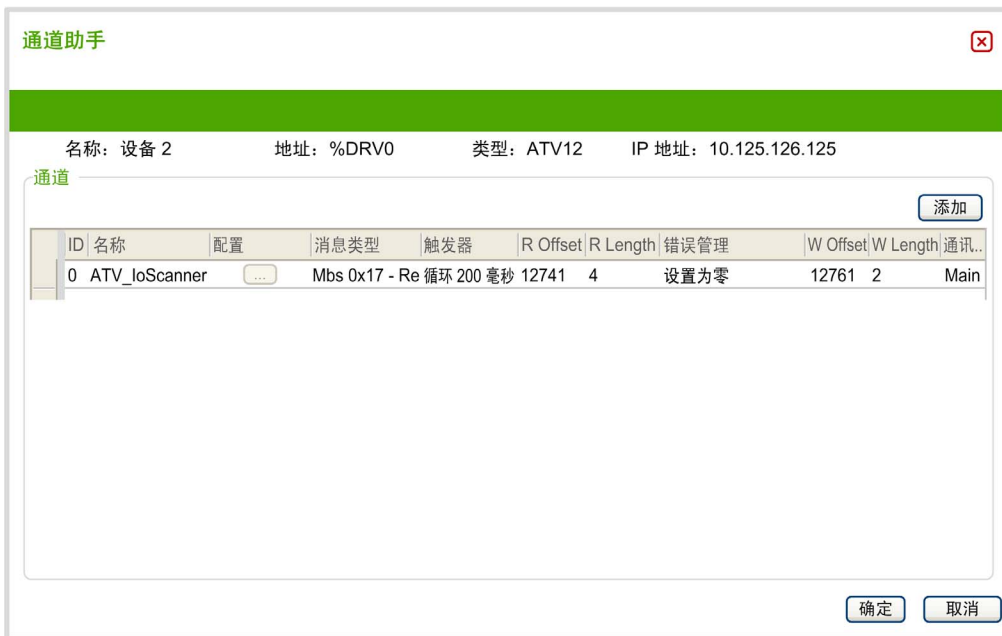 通道助手
名称：设备 2 地址：%DRV0 类型：ATV12 IP 地址：10.125.126.125
通道
添加
ID 名称 配置 消息类型 触发器 R Offset R Length 错误管理 W Offset W Length 通讯..
0 ATV_IoScanner ... Mbs 0x17 - Re 循环 200 毫秒 12741 4 设置为零 12761 2 Main
确定 取消